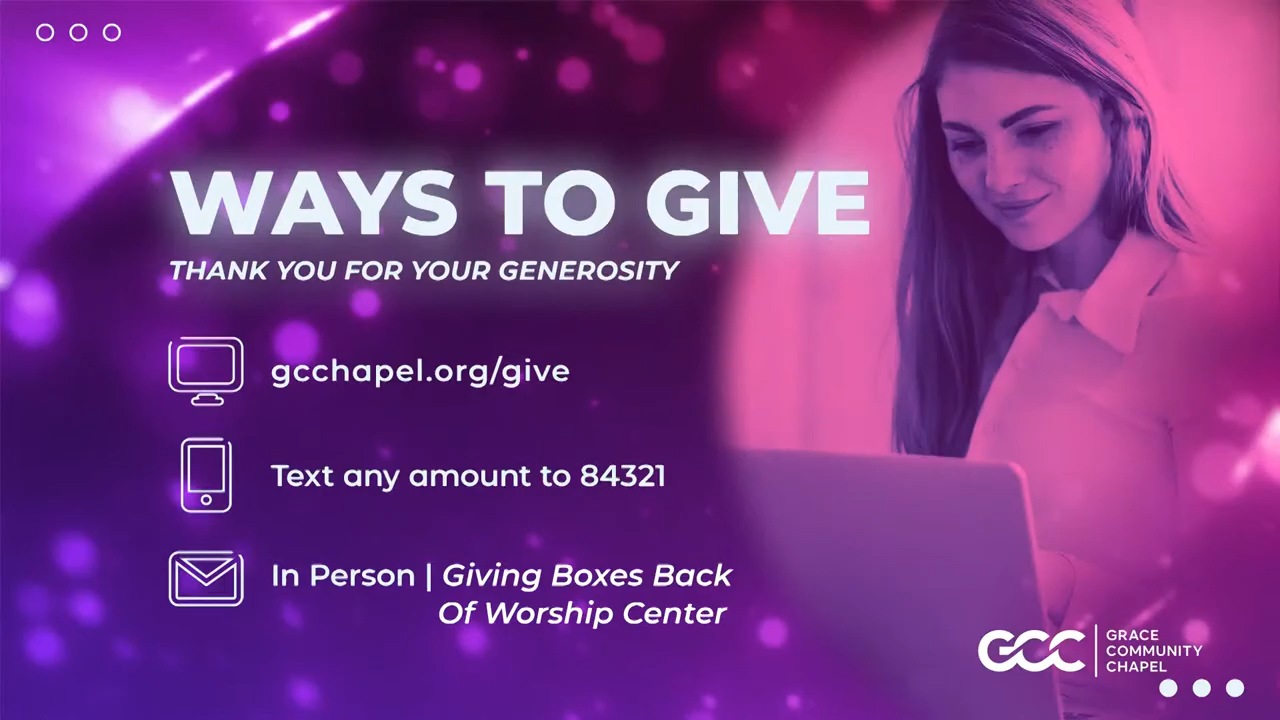 WAYS TO GIVE
THANK YOU FOR YOUR GENEROSITY
gcchapel.org/give
Text any amount to 84321
In Person | Giving Boxes Back
Of Worship Center
GCC
GRACE
COMMUNITY
CHAPEL